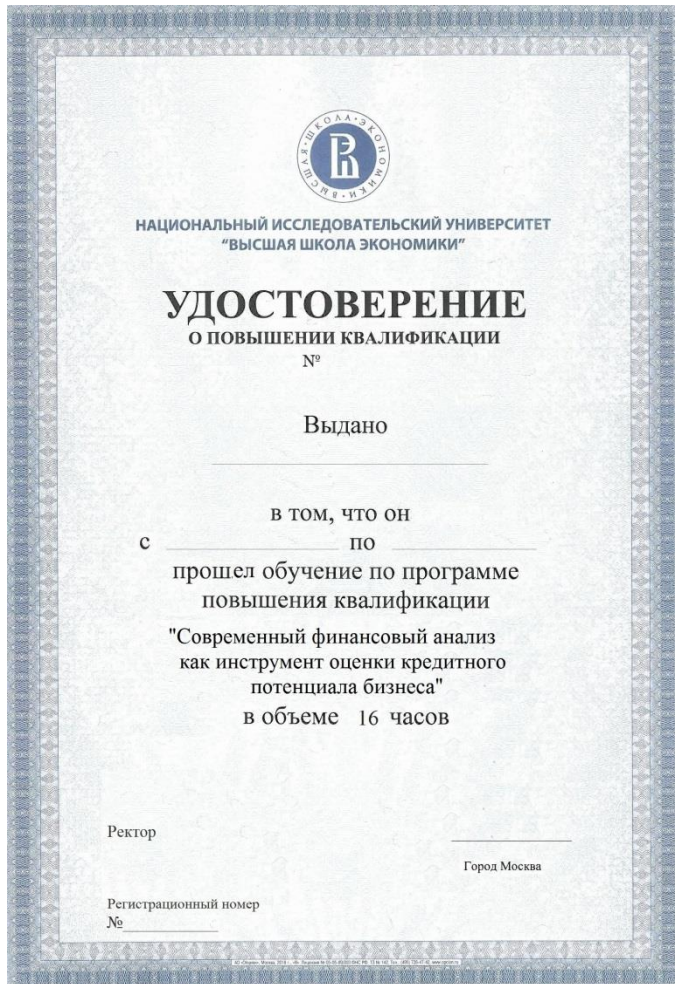 ВЫСШАЯ ШКОЛА ЭКОНОМИКИ
НАЦИОНАЛЬНЫЙ ИССЛЕДОВАТЕЛЬСКИЙ УНИВЕРСИТЕТ
“ВЫСШАЯ ШКОЛА ЭКОНОМИКИ”
УДОСТОВЕРЕНИЕ
О ПОВЫШЕНИИ КВАЛИФИКАЦИИ
№
Выдано
в том, что он
с по
прошел обучение по программе
повышения квалификации
"Современный финансовый анализ
как инструмент оценки кредитного
потенциала бизнеса"
в объеме 16 часов
Ректор
Город Москва
Регистрационный номер
№